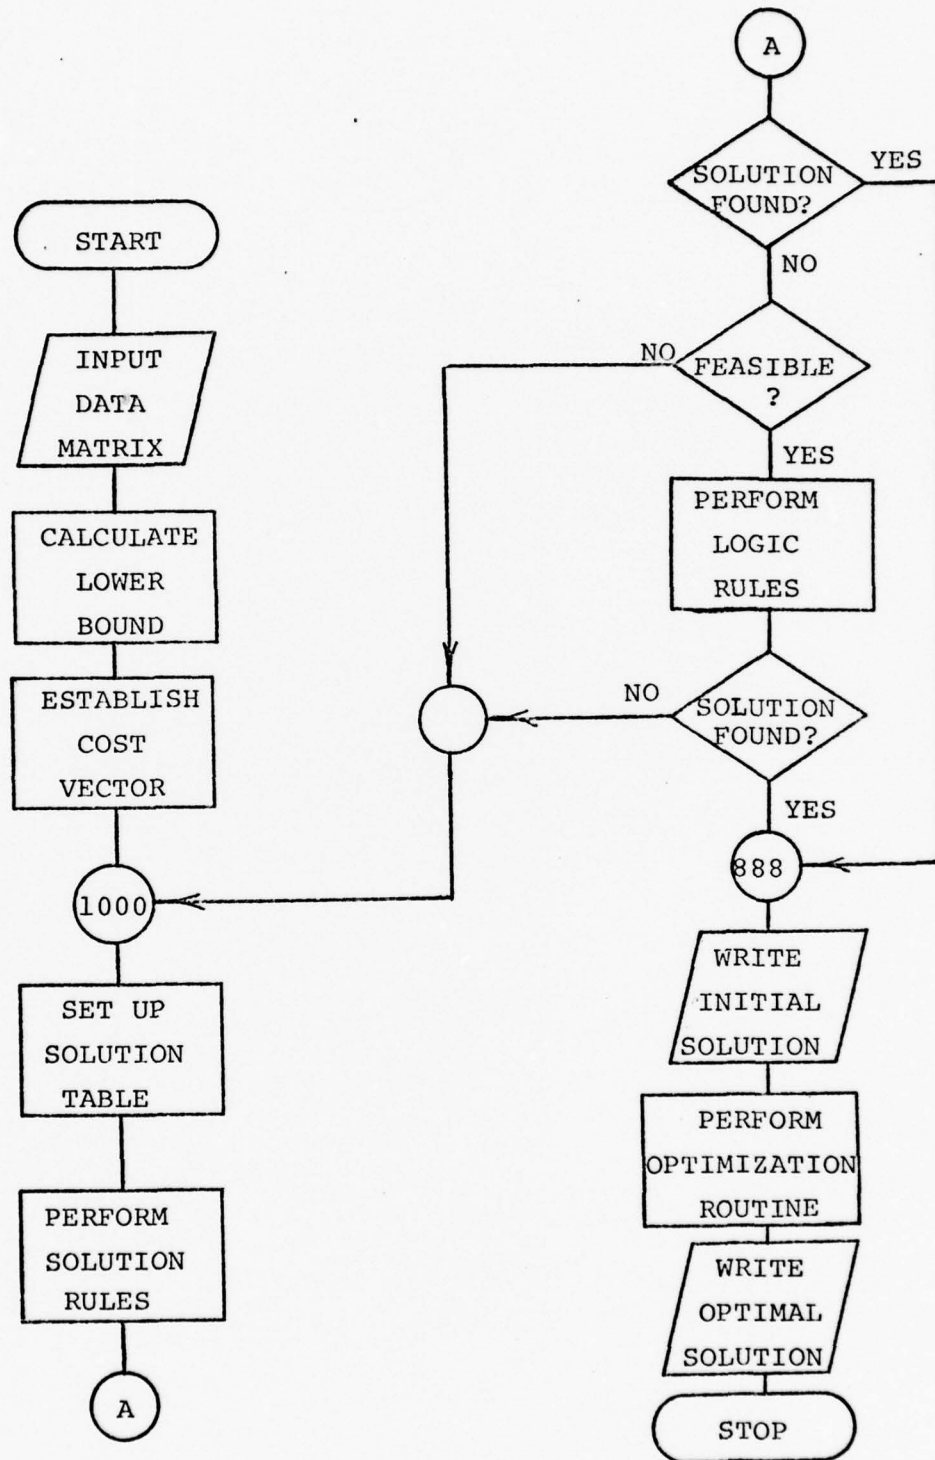 START
INPUT
DATA
MATRIX
CALCULATE
LOWER
BOUND
ESTABLISH
COST
VECTOR
1000
SET UP
SOLUTION
TABLE
PERFORM
SOLUTION
RULES
A
A
SOLUTION
FOUND?
YES
NO
FEASIBLE
?
NO
YES
PERFORM
LOGIC
RULES
SOLUTION
FOUND?
NO
YES
888
WRITE
INITIAL
SOLUTION
PERFORM
OPTIMIZATION
ROUTINE
WRITE
OPTIMAL
SOLUTION
STOP